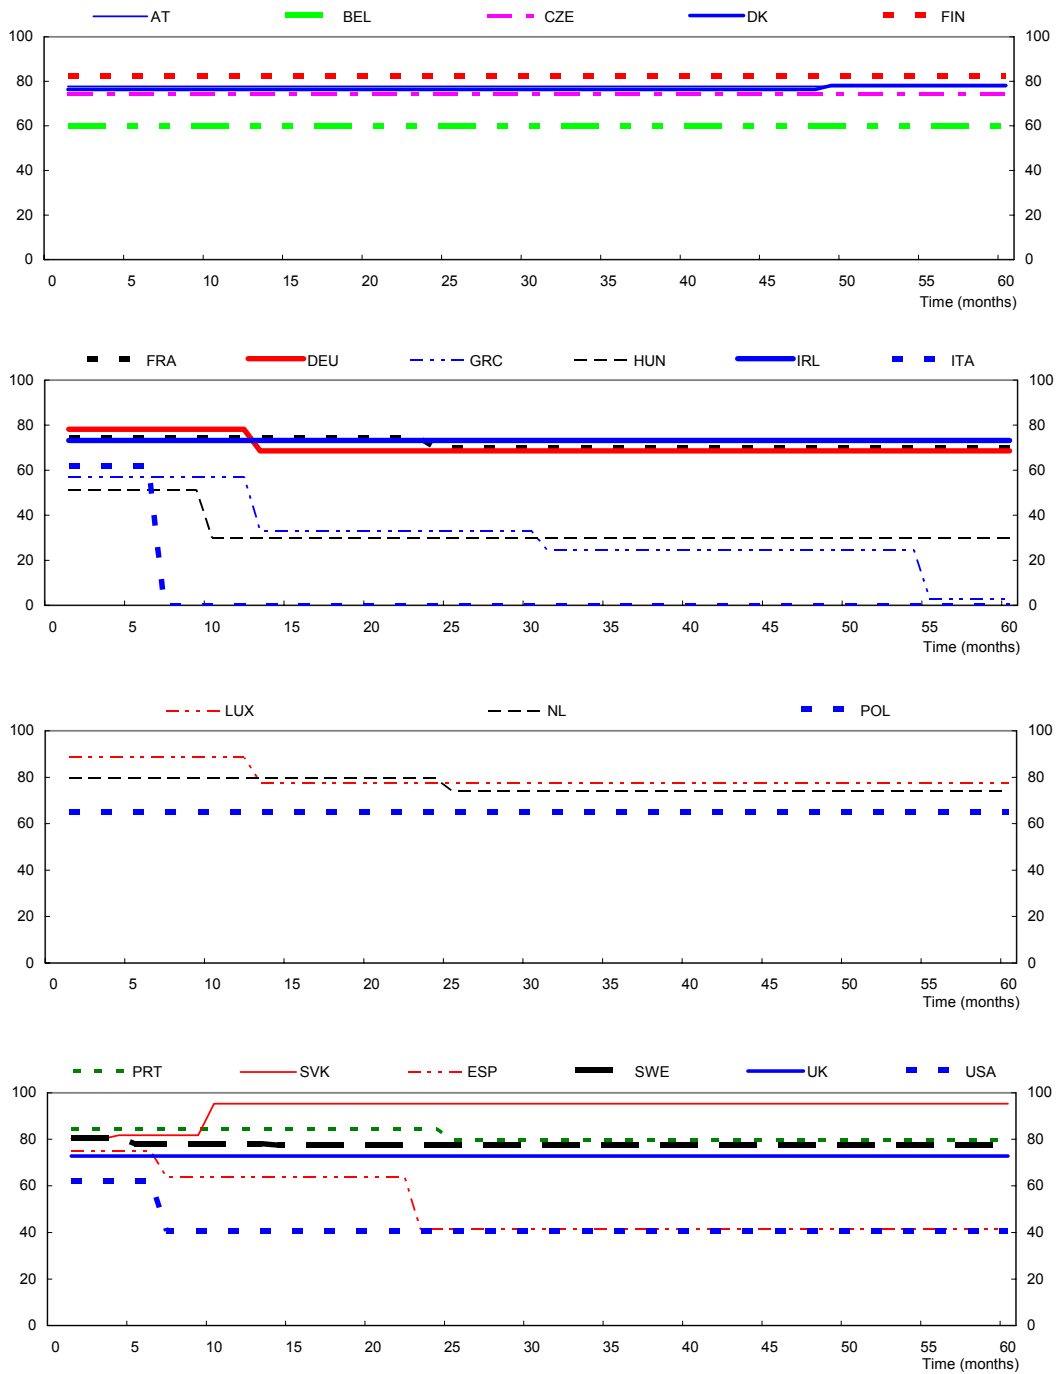 AT BEL CZE DK FIN
100 100
80 80
60 60
40 40
20 20
0 0
0 5 10 15 20 25 30 35 40 45 50 55 60
Time (months)
FRA DEU GRC HUN IRL ITA
100 100
80 80
60 60
40 40
20 20
0 0
0 5 10 15 20 25 30 35 40 45 50 55 60
Time (months)
LUX NL POL
100 100
80 80
60 60
40 40
20 20
0 0
0 5 10 15 20 25 30 35 40 45 50 55 60
Time (months)
PRT SVK ESP SWE UK USA
100 100
80 80
60 60
40 40
20 20
0 0
0 5 10 15 20 25 30 35 40 45 50 55 60
Time (months)